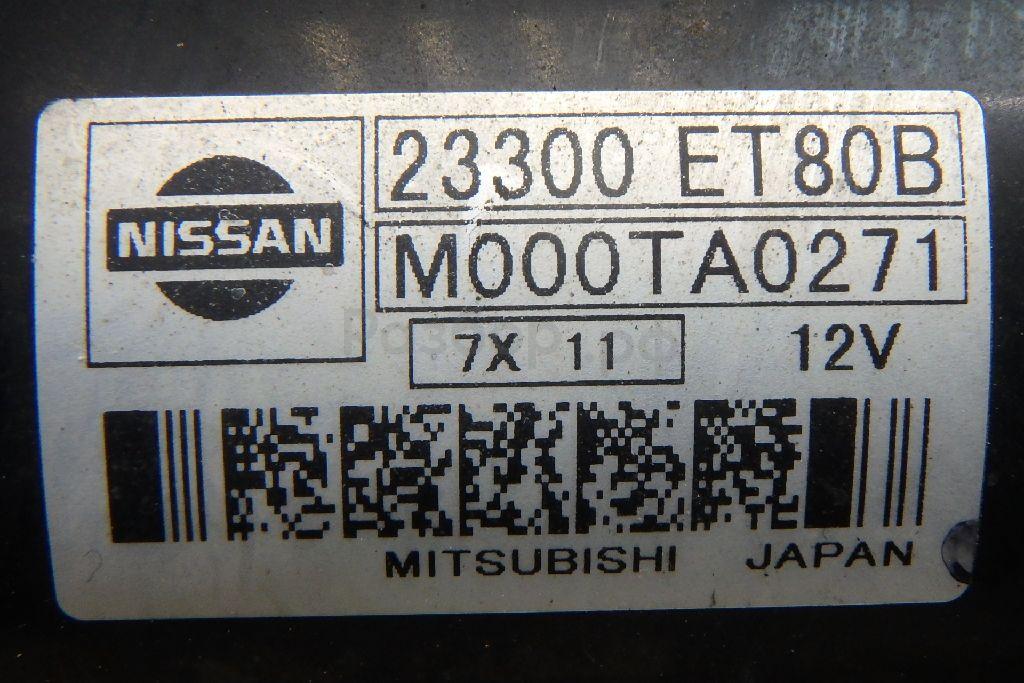 NISSAN
23300 ET80B
M000TA0271
7X 11 12V
MITSUBISHI JAPAN